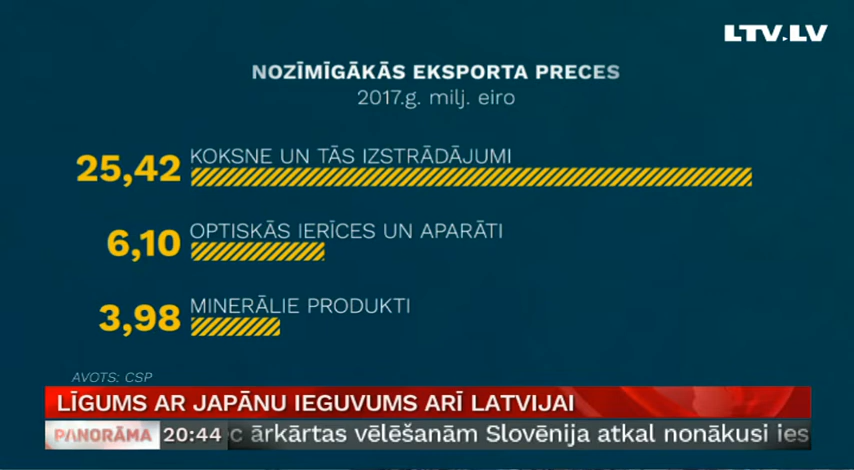 LTV.LV
NOZĪMĪGĀKĀS EKSPORTA PRECES
2017.g. milj. eiro
25,42 KOKSNE UN TĀS IZSTRĀDĀJUMI
6,10 OPTISKĀS IERĪCES UN APARĀTI
3,98 MINERĀLIE PRODUKTI
AVOTS: CSP
LĪGUMS AR JAPĀNU IEGUVUMS ARĪ LATVIJAI
PANORĀMA 20:44 ārkārtas vēlēšanām Slovēnija atkal nonākusi ies